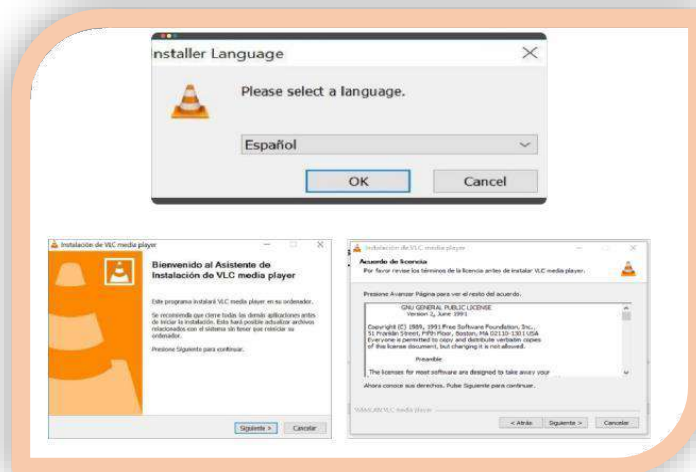 nstaller Language
Please select a language.
Español
OK
Cancel
Instalación de VLC media player
Bienvenido al Asistente de
Instalación de VLC media player
Este programa instalará VLC media player en su ordenador.
Se recomienda que cierre todas las demás aplicaciones antes
de iniciar la instalación. Esto hará posible actualizar archivos
relacionados con el sistema sin tener que reiniciar su
ordenador.
Presione Siguiente para continuar.
Siguiente >
Cancelar
Instalación de VLC media player
Acuerdo de licencia
Por favor revise los términos de la licencia antes de instalar VLC media player.
Presione Avanzar Página para ver el resto del acuerdo.
GNU GENERAL PUBLIC LICENSE
Version 2, June 1991
Copyright (C) 1989, 1991 Free Software Foundation, Inc.,
51 Franklin Street, Fifth Floor, Boston, MA 02110-1301 USA
Everyone is permitted to copy and distribute verbatim copies
of this license document, but changing it is not allowed.
Preamble
The licenses for most software are designed to take away your
Ahora conoce sus derechos. Pulse Siguiente para continuar.
VideoLAN VLC media player
< Atrás
Siguiente >
Cancelar